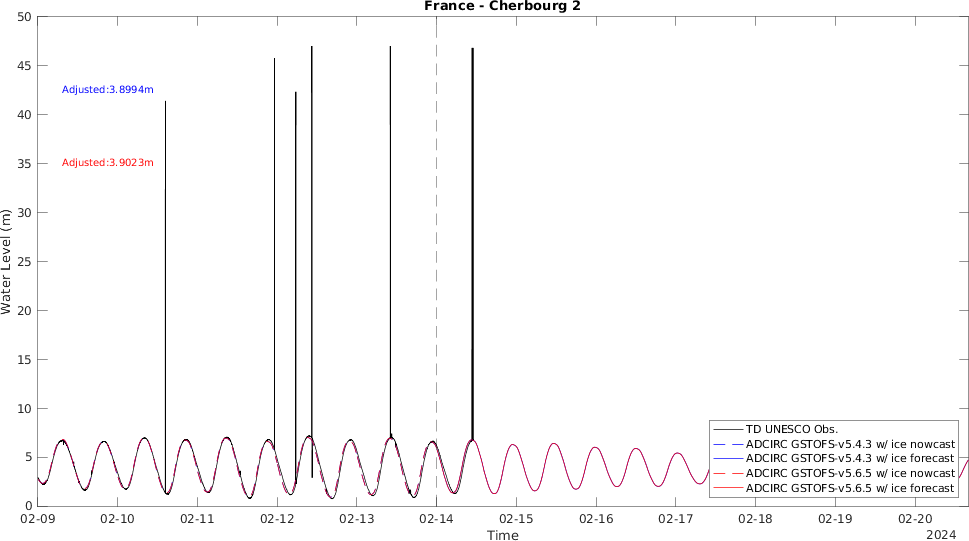 France - Cherbourg 2
50
45
40
35
30
25
20
15
10
5
0
Water Level (m)
Adjusted:3.8994m
Adjusted:3.9023m
TD UNESCO Obs.
ADCIRC GSTOFS-v5.4.3 w/ ice nowcast
ADCIRC GSTOFS-v5.4.3 w/ ice forecast
ADCIRC GSTOFS-v5.6.5 w/ ice nowcast
ADCIRC GSTOFS-v5.6.5 w/ ice forecast
02-09 02-10 02-11 02-12 02-13 02-14 02-15 02-16 02-17 02-18 02-19 02-20
Time
2024